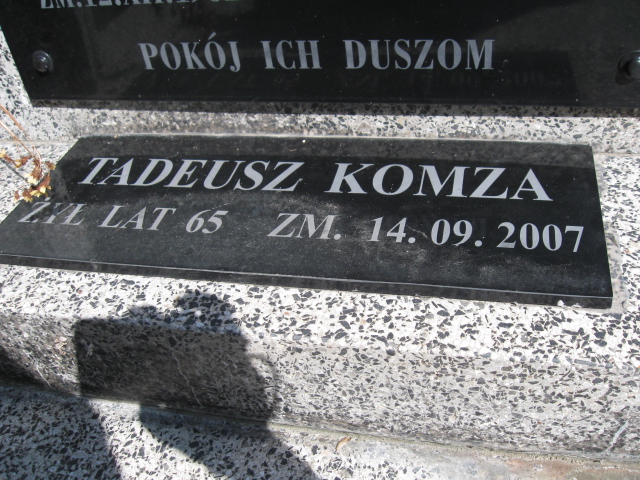 POKÓJ ICH DUSZOM
TADEUSZ KOMZA
ŻYŁ LAT 65 ZM. 14. 09. 2007